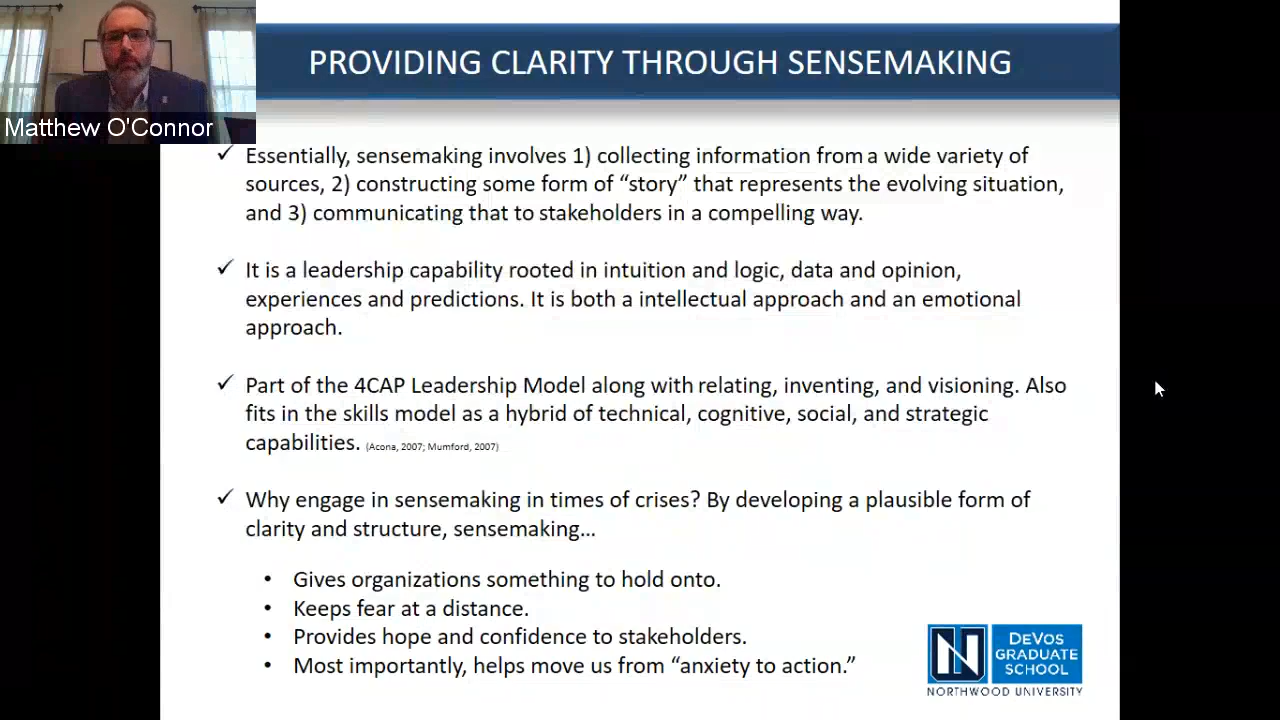 PROVIDING CLARITY THROUGH SENSEMAKING
Matthew O'Connor
✓ Essentially, sensemaking involves 1) collecting information from a wide variety of
sources, 2) constructing some form of “story” that represents the evolving situation,
and 3) communicating that to stakeholders in a compelling way.
✓ It is a leadership capability rooted in intuition and logic, data and opinion,
experiences and predictions. It is both a intellectual approach and an emotional
approach.
✓ Part of the 4CAP Leadership Model along with relating, inventing, and visioning. Also
fits in the skills model as a hybrid of technical, cognitive, social, and strategic
capabilities. (Acona, 2007; Mumford, 2007)
✓ Why engage in sensemaking in times of crises? By developing a plausible form of
clarity and structure, sensemaking…
• Gives organizations something to hold onto.
• Keeps fear at a distance.
• Provides hope and confidence to stakeholders.
• Most importantly, helps move us from “anxiety to action.”
N
DEVOS
GRADUATE
SCHOOL
NORTHWOOD UNIVERSITY